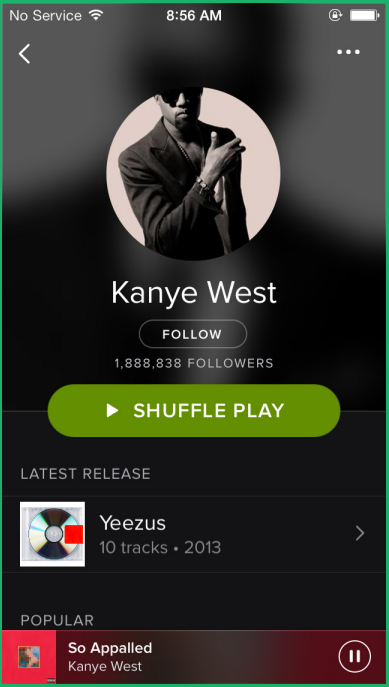 No Service 8:56 AM
Kanye West
FOLLOW
1,888,838 FOLLOWERS
SHUFFLE PLAY
LATEST RELEASE
Yeezus
10 tracks • 2013
POPULAR
So Appalled
Kanye West